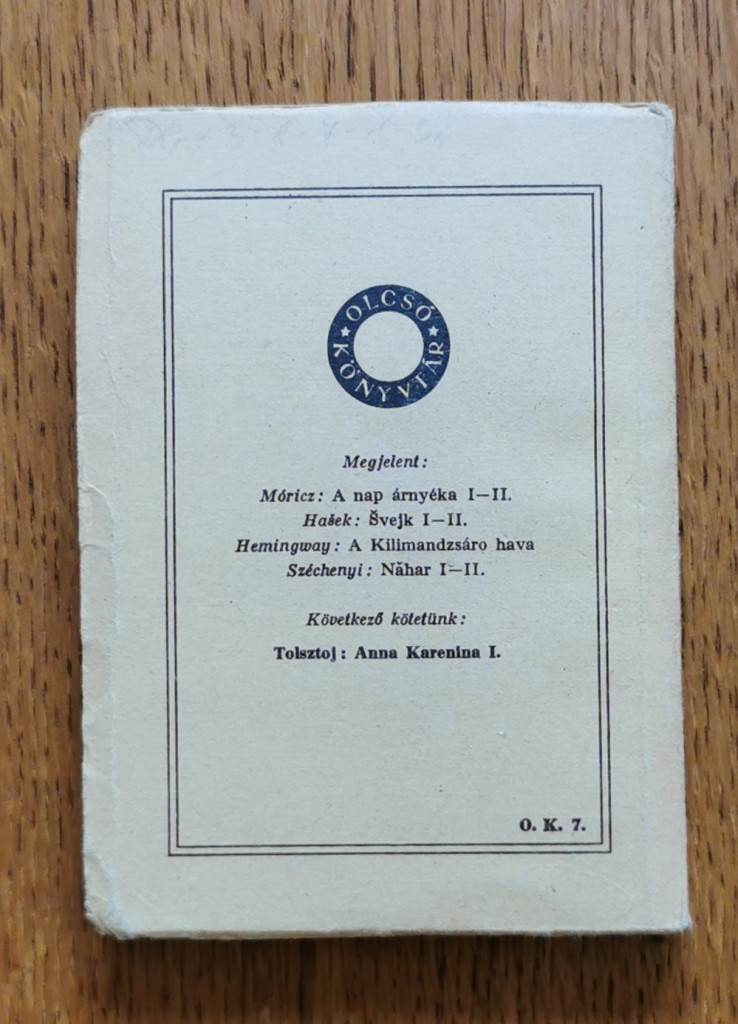 OLCSÓ
KÖNYVTÁR
Megjelent:
Móricz: A nap árnyéka I—II.
Hašek: Švejk I—II.
Hemingway: A Kilimandzsáro hava
Széchenyi: Năhar I—II.
Következő kötetünk:
Tolsztoj: Anna Karenina I.
O. K. 7.